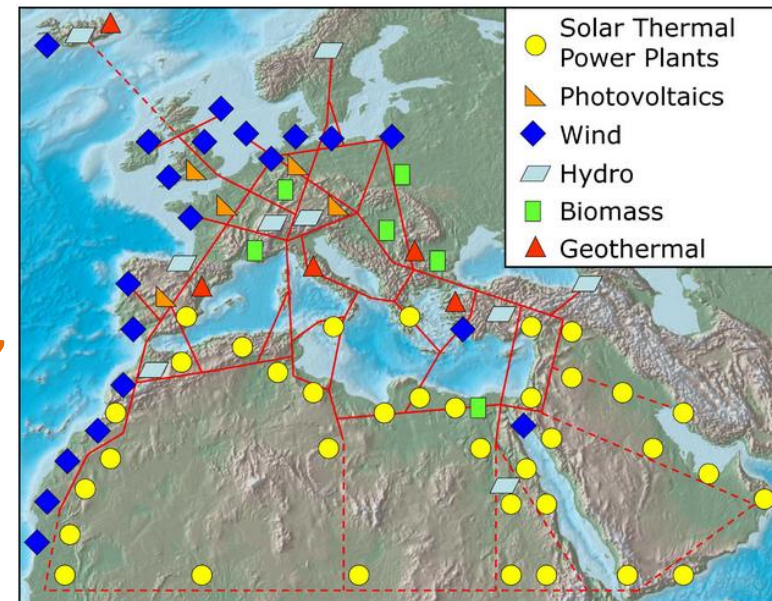 Solar Thermal
Power Plants
Photovoltaics
Wind
Hydro
Biomass
Geothermal